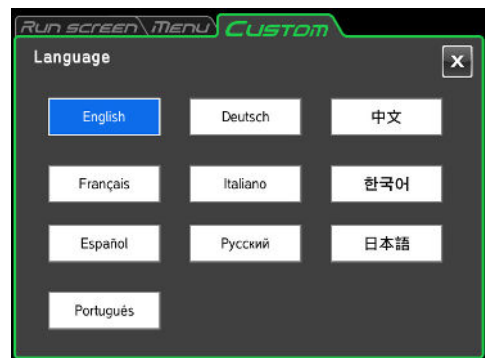 Run screen Menu Custom
Language X
English Deutsch 中文
Français Italiano 한국어
Español Русский 日本語
Portugués